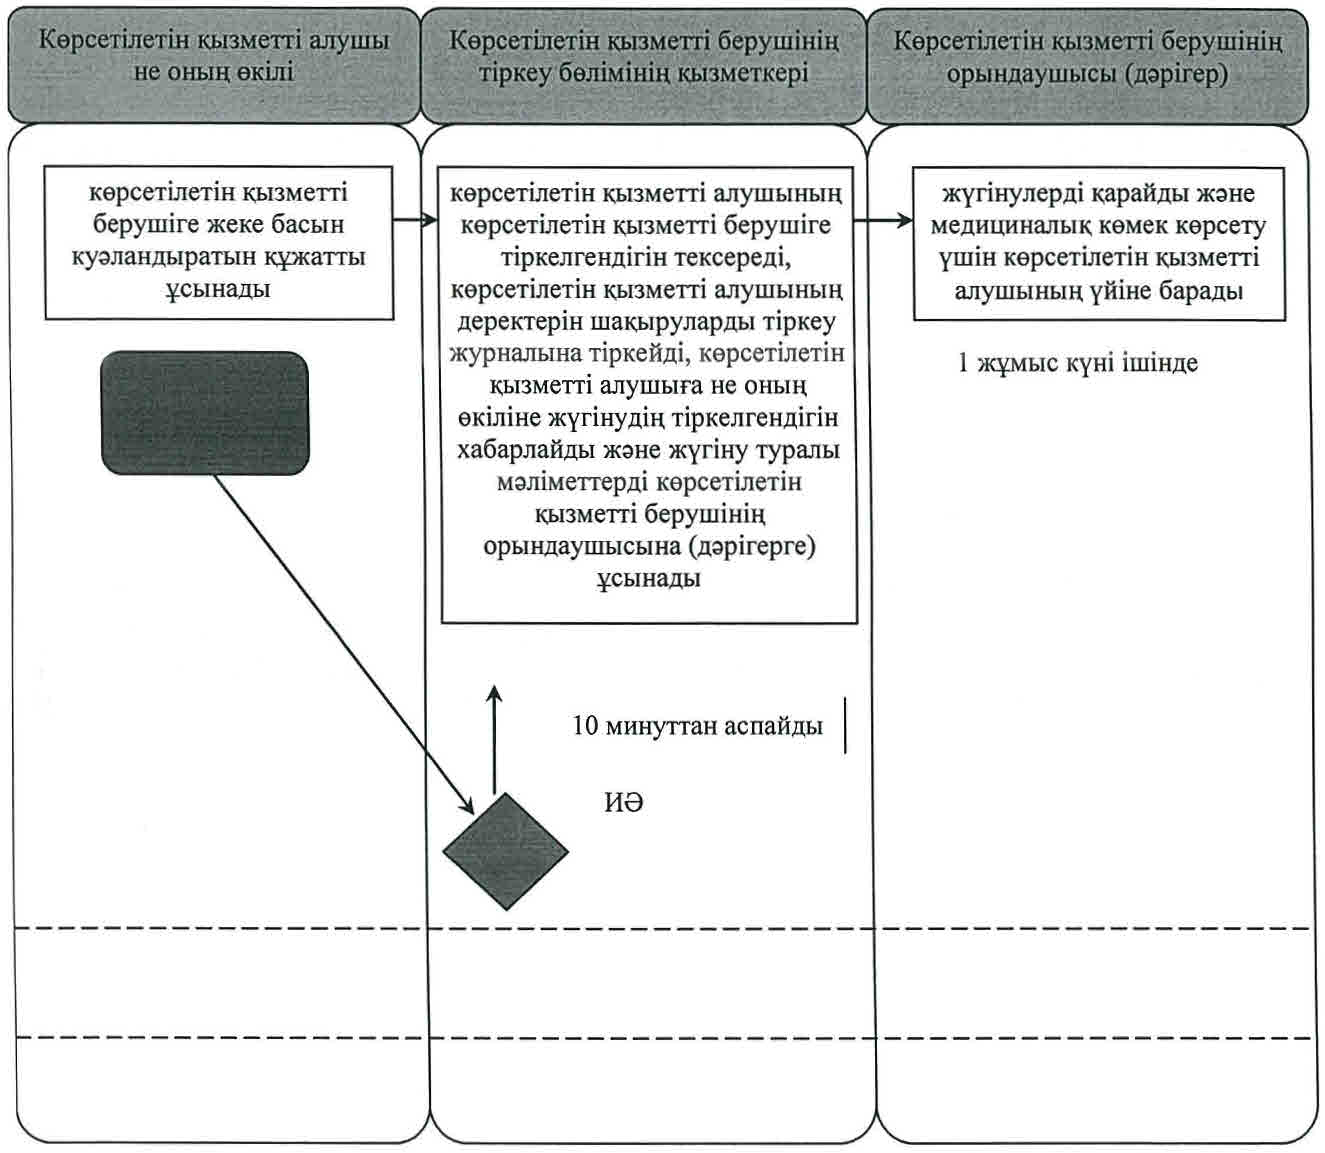 Көрсетілетін қызметті алушы
не оның өкілі
Көрсетілетін қызметті берушінің
тіркеу бөлімінің қызметкері
Көрсетілетін қызметті берушінің
орындаушысы (дәрігер)
көрсетілетін қызметті
берушіге жеке басын
куәландыратын құжатты
ұсынады
көрсетілетін қызметті алушының
көрсетілетін қызметті берушіге
тіркелгендігін тексереді,
көрсетілетін қызметті алушының
деректерін шақыруларды тіркеу
журналына тіркейді, көрсетілетін
қызметті алушыға не оның
өкіліне жүгінудің тіркелгендігін
хабарлайды және жүгіну туралы
мәліметтерді көрсетілетін
қызметті берушінің
орындаушысына (дәрігерге)
ұсынады
жүгінулерді қарайды және
медициналық көмек көрсету
үшін көрсетілетін қызметті
алушының үйіне барады
1 жұмыс күні ішінде
10 минуттан аспайды
ИӘ